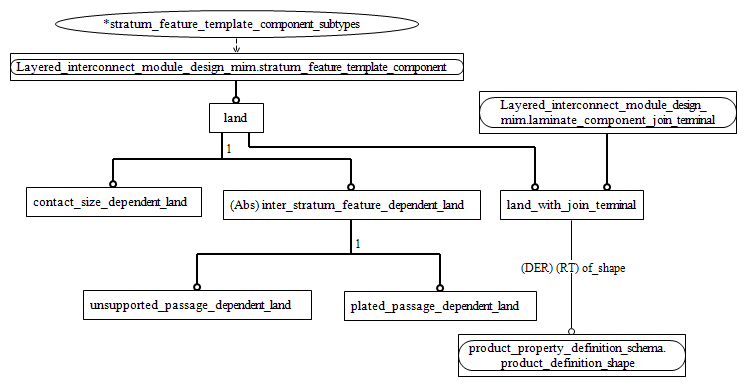 *stratum_feature_template_component_subtypes
Layered_interconnect_module_design_mim.stratum_feature_template_component
land
Layered_interconnect_module_design_
mim.laminate_component_join_terminal
1
contact_size_dependent_land
(Abs) inter_stratum_feature_dependent_land
land_with_join_terminal
1
(DER) (RT) of_shape
unsupported_passage_dependent_land
plated_passage_dependent_land
product_property_definition_schema.
product_definition_shape